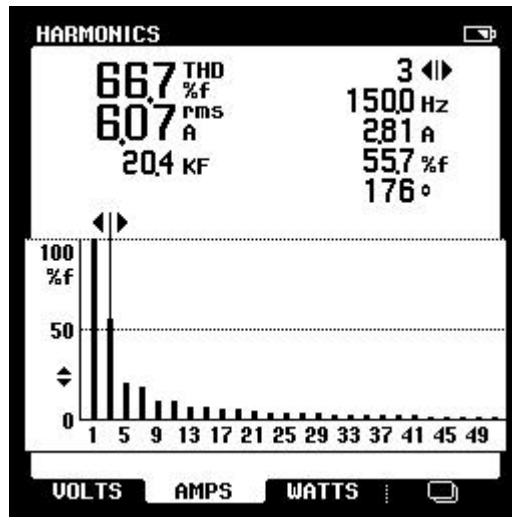 HARMONICS
66.7 THD %f
6.07 rms A
20.4 KF
3
150.0 Hz
2.81 A
55.7 %f
176 °
100
%f
50
0
1 5 9 13 17 21 25 29 33 37 41 45 49
VOLTS AMPS WATTS